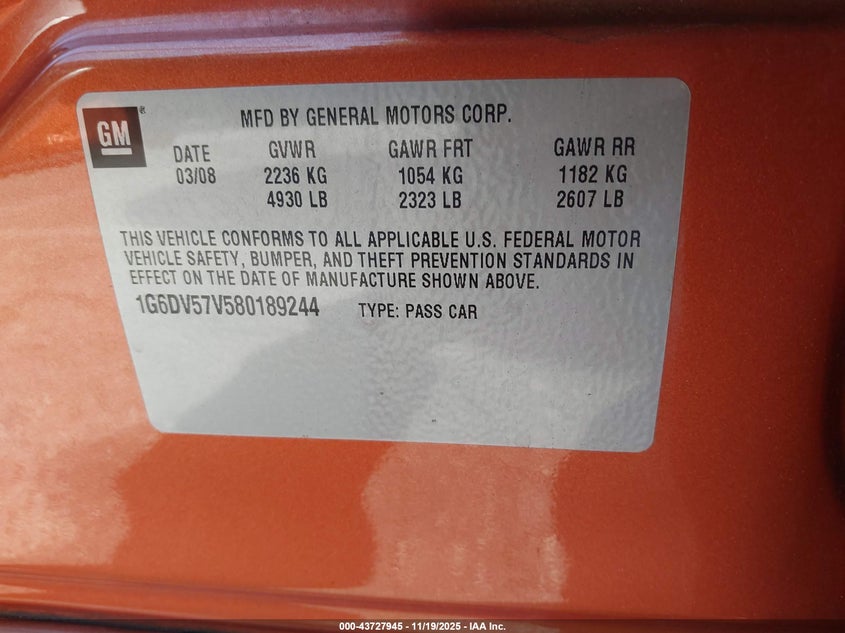 GM
MFD BY GENERAL MOTORS CORP.
DATE GVWR GAWR FRT GAWR RR
03/08 2236 KG 1054 KG 1182 KG
4930 LB 2323 LB 2607 LB
THIS VEHICLE CONFORMS TO ALL APPLICABLE U.S. FEDERAL MOTOR
VEHICLE SAFETY, BUMPER, AND THEFT PREVENTION STANDARDS IN
EFFECT ON THE DATE OF MANUFACTURE SHOWN ABOVE.
1G6DV57V580189244 TYPE: PASS CAR
000-43727945 - 11/19/2025 - IAA Inc.